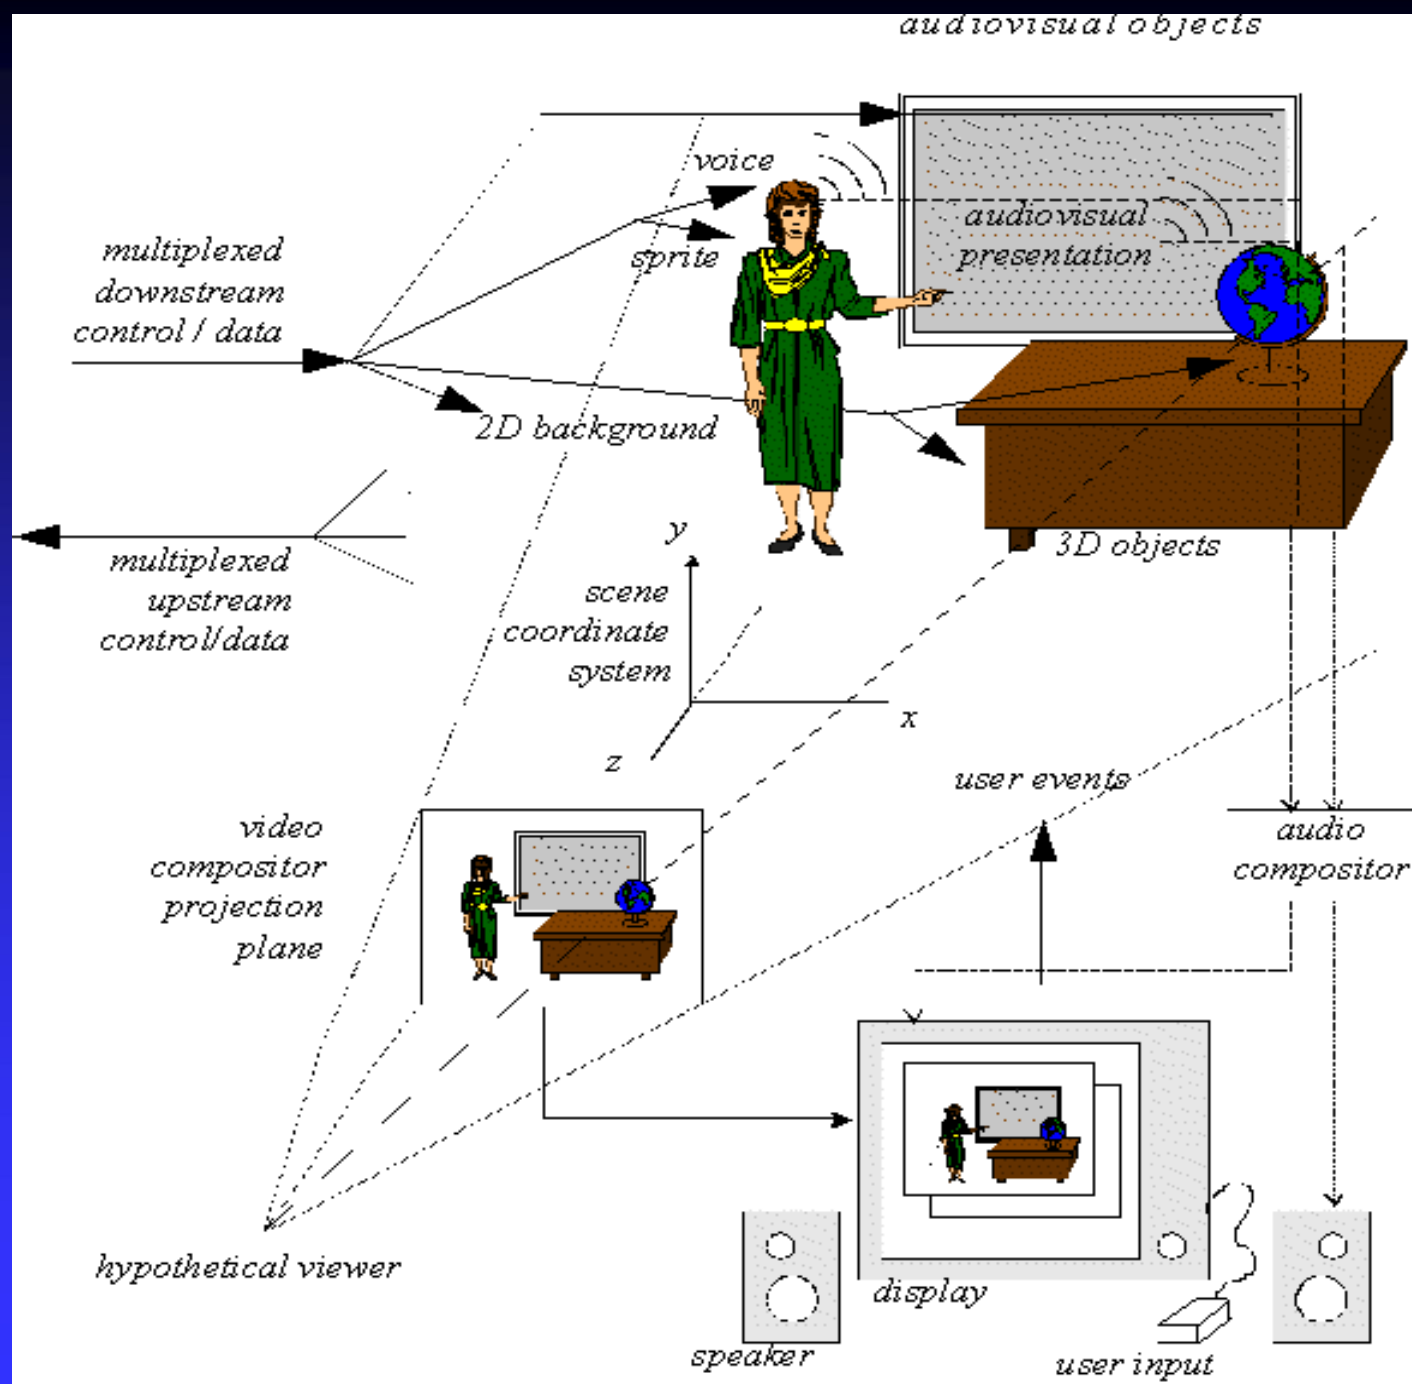 audiovisual objects
voice
sprite
audiovisual
presentation
multiplexed
downstream
control / data
2D background
3D objects
multiplexed
upstream
control/data
y
scene
coordinate
system
x
z
user events
video
compositor
projection
plane
audio
compositor
hypothetical viewer
display
speaker
user input